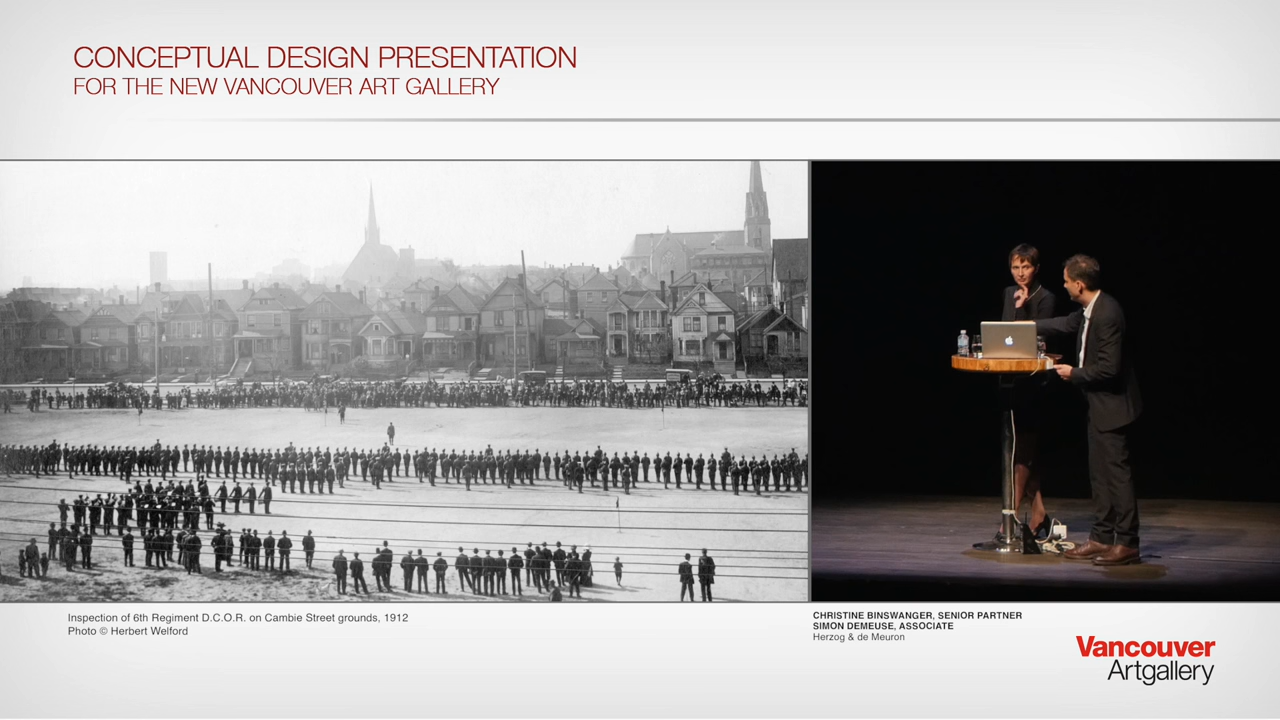 CONCEPTUAL DESIGN PRESENTATION
FOR THE NEW VANCOUVER ART GALLERY
Inspection of 6th Regiment D.C.O.R. on Cambie Street grounds, 1912
Photo © Herbert Welford
CHRISTINE BINSWANGER, SENIOR PARTNER
SIMON DEMEUSE, ASSOCIATE
Herzog & de Meuron
Vancouver
Artgallery